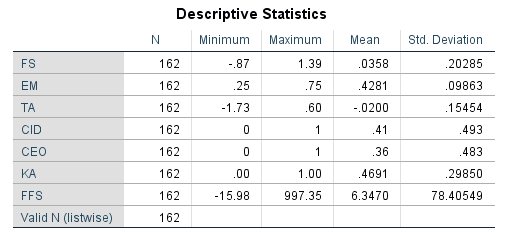 Descriptive Statistics
N Minimum Maximum Mean Std. Deviation
FS 162 -.87 1.39 .0358 .20285
EM 162 .25 .75 .4281 .09863
TA 162 -1.73 .60 -.0200 .15454
CID 162 0 1 .41 .493
CEO 162 0 1 .36 .483
KA 162 .00 1.00 .4691 .29850
FFS 162 -15.98 997.35 6.3470 78.40549
Valid N (listwise) 162